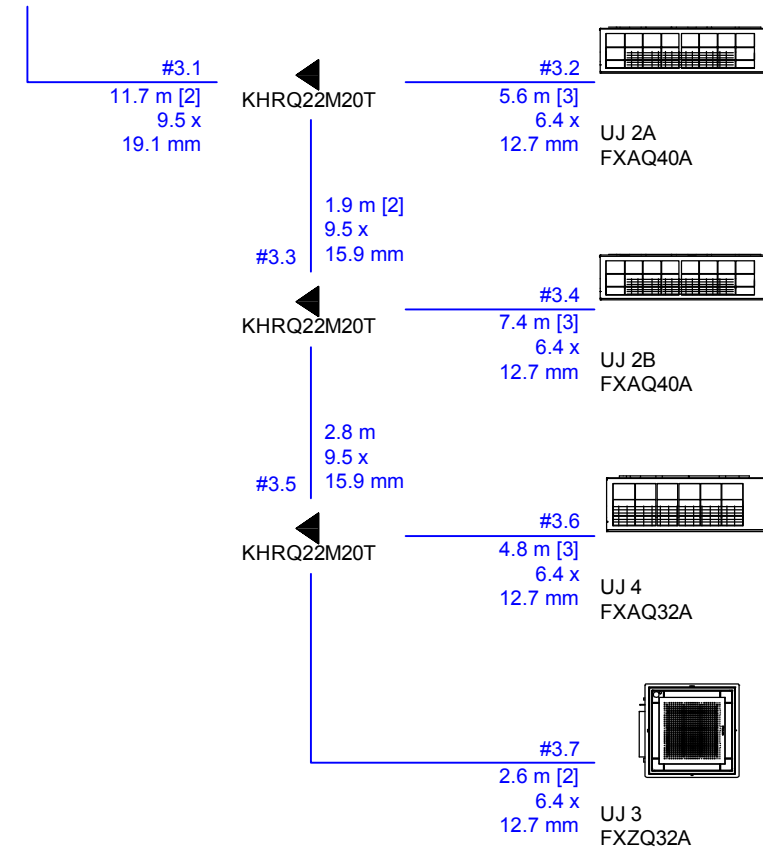 #3.1
11.7 m [2]
9.5 x
19.1 mm
KHRQ22M20T
#3.2
5.6 m [3]
6.4 x
12.7 mm
UJ 2A
FXAQ40A
1.9 m [2]
9.5 x
#3.3 15.9 mm
KHRQ22M20T
#3.4
7.4 m [3]
6.4 x
12.7 mm
UJ 2B
FXAQ40A
2.8 m
9.5 x
#3.5 15.9 mm
KHRQ22M20T
#3.6
4.8 m [3]
6.4 x
12.7 mm
UJ 4
FXAQ32A
#3.7
2.6 m [2]
6.4 x
12.7 mm
UJ 3
FXZQ32A